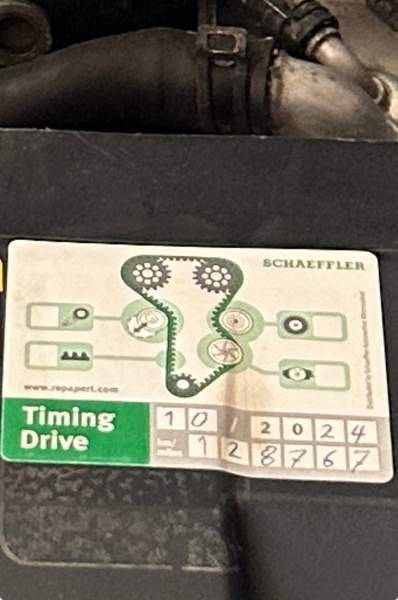 SCHAEFFLER
www.repxpert.com
Timing
Drive
10/2024
km/
miles
128767